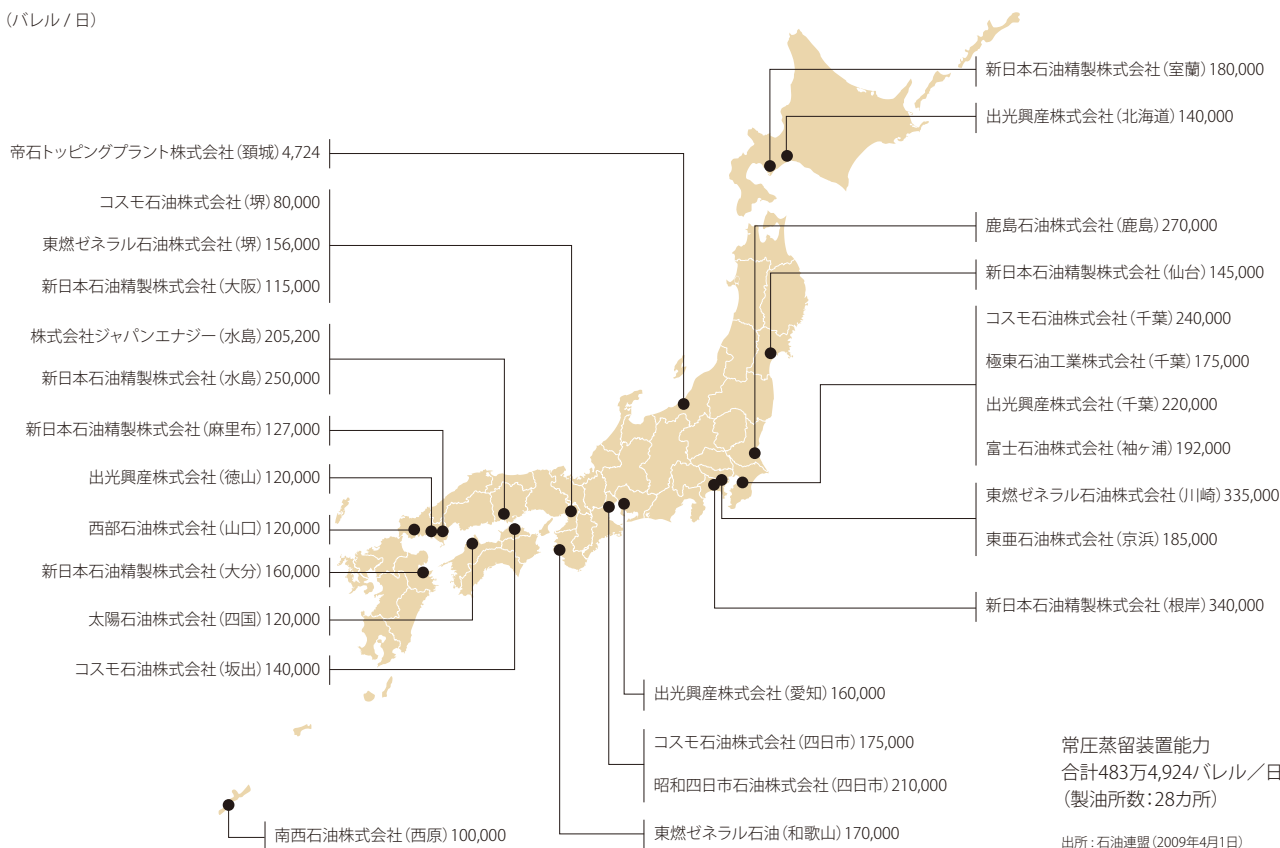 (バレル / 日)
新日本石油精製株式会社(室蘭)180,000
出光興産株式会社(北海道)140,000
帝石トッピングプラント株式会社(頚城)4,724
コスモ石油株式会社(堺)80,000
東燃ゼネラル石油株式会社(堺)156,000
新日本石油精製株式会社(大阪)115,000
株式会社ジャパンエナジー(水島)205,200
新日本石油精製株式会社(水島)250,000
新日本石油精製株式会社(麻里布)127,000
出光興産株式会社(徳山)120,000
西部石油株式会社(山口)120,000
新日本石油精製株式会社(大分)160,000
太陽石油株式会社(四国)120,000
コスモ石油株式会社(坂出)140,000
鹿島石油株式会社(鹿島)270,000
新日本石油精製株式会社(仙台)145,000
コスモ石油株式会社(千葉)240,000
極東石油工業株式会社(千葉)175,000
出光興産株式会社(千葉)220,000
富士石油株式会社(袖ヶ浦)192,000
東燃ゼネラル石油株式会社(川崎)335,000
東亜石油株式会社(京浜)185,000
新日本石油精製株式会社(根岸)340,000
出光興産株式会社(愛知)160,000
コスモ石油株式会社(四日市)175,000
昭和四日市石油株式会社(四日市)210,000
東燃ゼネラル石油(和歌山)170,000
南西石油株式会社(西原)100,000
常圧蒸留装置能力
合計483万4,924バレル/日
(製油所数:28カ所)
出所:石油連盟(2009年4月1日)